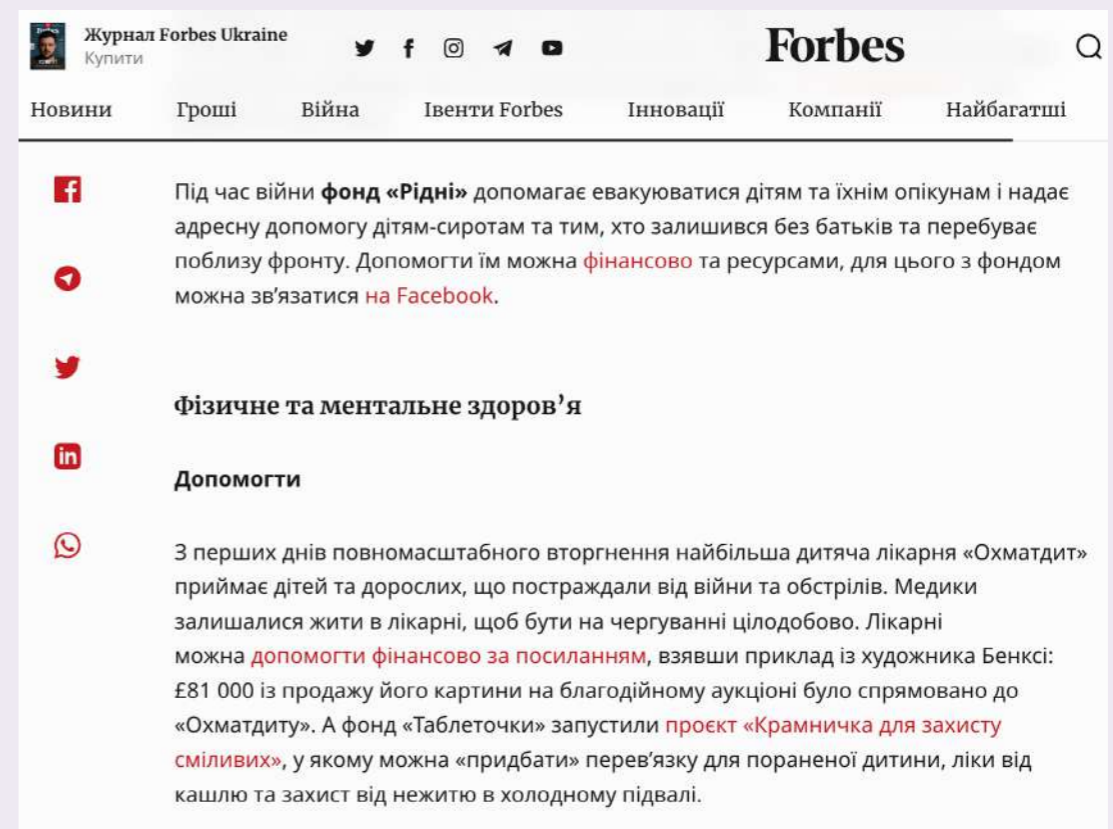 Журнал Forbes Ukraine
Купити
Forbes
Новини Гроші Війна Івенти Forbes Інновації Компанії Найбагатші
Під час війни фонд «Рідні» допомагає евакуюватися дітям та їхнім опікунам і надає
адресну допомогу дітям-сиротам та тим, хто залишився без батьків та перебуває
поблизу фронту. Допомогти їм можна фінансово та ресурсами, для цього з фондом
можна зв’язатися на Facebook.
Фізичне та ментальне здоров’я
Допомогти
З перших днів повномасштабного вторгнення найбільша дитяча лікарня «Охматдит»
приймає дітей та дорослих, що постраждали від війни та обстрілів. Медики
залишалися жити в лікарні, щоб бути на чергуванні цілодобово. Лікарні
можна допомогти фінансово за посиланням, взявши приклад із художника Бенксі:
£81 000 із продажу його картини на благодійному аукціоні було спрямовано до
«Охматдиту». А фонд «Таблеточки» запустили проєкт «Крамничка для захисту
сміливих», у якому можна «придбати» перев’язку для пораненої дитини, ліки від
кашлю та захист від нежитю в холодному підвалі.